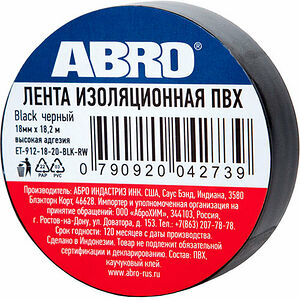 ABRO
ЛЕНТА ИЗОЛЯЦИОННАЯ ПВХ
Black черный
18мм x 18,2 м
высокая адгезия
ET-912-18-20-BLK-RW
PAP PVC
0 790920 042739
Производитель: АБРО ИНДАСТРИЗ ИНК. США, Саус Бэнд, Индиана, 3580
Блэкторн Корт, 46628. Импортер и уполномоченная организация на
принятие обращений: ООО «АброХИМ», 344103, Россия,
г. Ростов-на-Дону, ул. Доватора, д. 153. Тел.: +7(863) 207-78-78.
Срок годности: 120 месяцев с даты производства.
Сделано в Индонезии. Товар не подлежит обязательной
сертификации и декларированию. Состав: ПВХ,
каучуковый клей.
www.abro-rus.ru